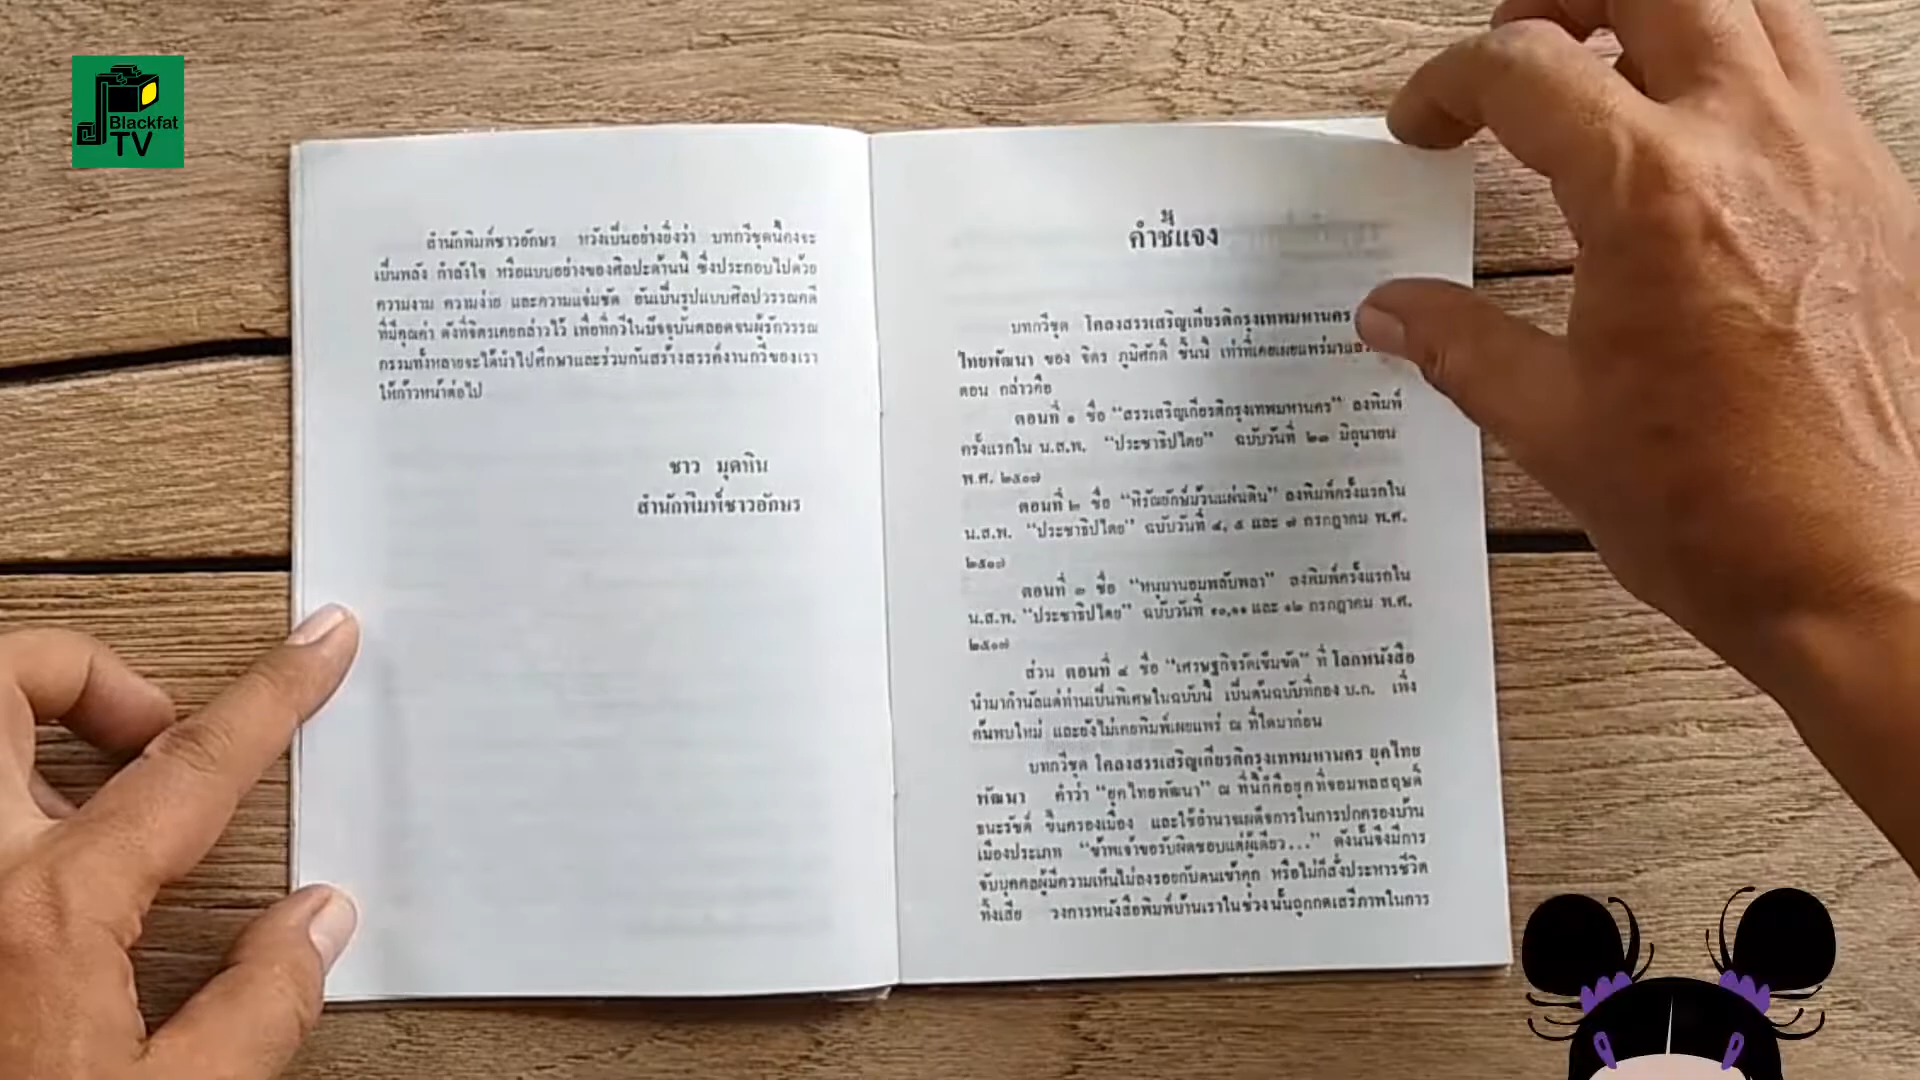 Blackfat
TV
สำนักพิมพ์ชาวอักษร หวังเป็นอย่างยิ่งว่า บทกวีชุดนี้คงจะ
เป็นพลัง กำลังใจ หรือแบบอย่างของศิลปะด้านนี้ ซึ่งประกอบไปด้วย
ความงาม ความง่าย และความแจ่มชัด อันเป็นรูปแบบศิลปวรรณคดี
ที่มีคุณค่า ดังที่จิตรเคยกล่าวไว้ เพื่อที่กวีในปัจจุบันตลอดจนผู้รักวรรณ
กรรมทั้งหลายจะได้นำไปศึกษาและร่วมกันสร้างสรรค์งานกวีของเรา
ให้ก้าวหน้าต่อไป
ชาว มุคทิน
สำนักพิมพ์ชาวอักษร
คำชี้แจง
บทกวีชุด โคลงสรรเสริญเกียรติกรุงเทพมหานคร
ไทยพัฒนา ของ จิตร ภูมิศักดิ์ ชิ้นนี้ เท่าที่เคยเผยแพร่มาแล้ว
ตอน กล่าวคือ
ตอนที่ ๑ ชื่อ “สรรเสริญเกียรติกรุงเทพมหานคร” ลงพิมพ์
ครั้งแรกใน น.ส.พ. “ประชาธิปไตย” ฉบับวันที่ ๒๓ มิถุนายน
พ.ศ. ๒๕๐๗
ตอนที่ ๒ ชื่อ “หิรัณยักษ์ม้วนแผ่นดิน” ลงพิมพ์ครั้งแรกใน
น.ส.พ. “ประชาธิปไตย” ฉบับวันที่ ๔, ๕ และ ๗ กรกฎาคม พ.ศ.
๒๕๐๗
ตอนที่ ๓ ชื่อ “หนุมานอมพลับพลา” ลงพิมพ์ครั้งแรกใน
น.ส.พ. “ประชาธิปไตย” ฉบับวันที่ ๑๐,๑๑ และ ๑๒ กรกฎาคม พ.ศ.
๒๕๐๗
ส่วน ตอนที่ ๔ ชื่อ “เศรษฐกิจรัดเข็มขัด” ที่ โลกหนังสือ
นำมากำนัลแด่ท่านเป็นพิเศษในฉบับนี้ เป็นต้นฉบับที่กอง บ.ก. เพิ่ง
ค้นพบใหม่ และยังไม่เคยพิมพ์เผยแพร่ ณ ที่ใดมาก่อน
บทกวีชุด โคลงสรรเสริญเกียรติกรุงเทพมหานคร ยุคไทย
พัฒนา คำว่า “ยุคไทยพัฒนา” ณ ที่นี้ก็คือยุคที่จอมพลสฤษดิ์
ธนะรัชต์ ขึ้นครองเมือง และใช้อำนาจเผด็จการในการปกครองบ้าน
เมืองประเภท “ข้าพเจ้าขอรับผิดชอบแต่ผู้เดียว...” ดังนั้นจึงมีการ
จับบุคคลผู้มีความเห็นไม่ลงรอยกับตนเข้าคุก หรือไม่ก็สั่งประหารชีวิต
ทิ้งเสีย วงการหนังสือพิมพ์บ้านเราในช่วงนั้นถูกกดเสรีภาพในการ